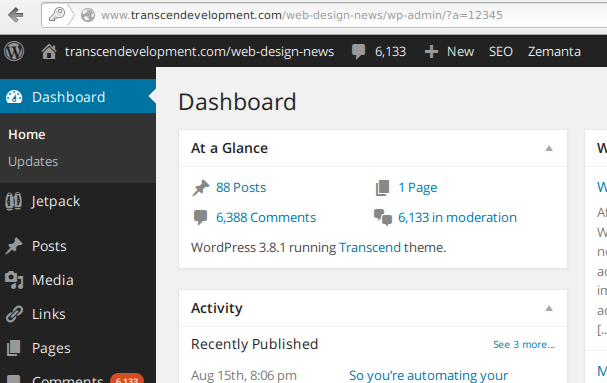 www.transcendevelopment.com/web-design-news/wp-admin/?a=12345
transcendevelopment.com/web-design-news 6,133 New SEO Zemanta
Dashboard
Home
Updates
Jetpack
Posts
Media
Links
Pages
Comments 6,133
Dashboard
At a Glance
88 Posts 1 Page
6,388 Comments 6,133 in moderation
WordPress 3.8.1 running Transcend theme.
Activity
Recently Published See 3 more...
Aug 15th, 8:06 pm So you're automating your
W
W
Af
W
ne
ac
im
ac
[...
M